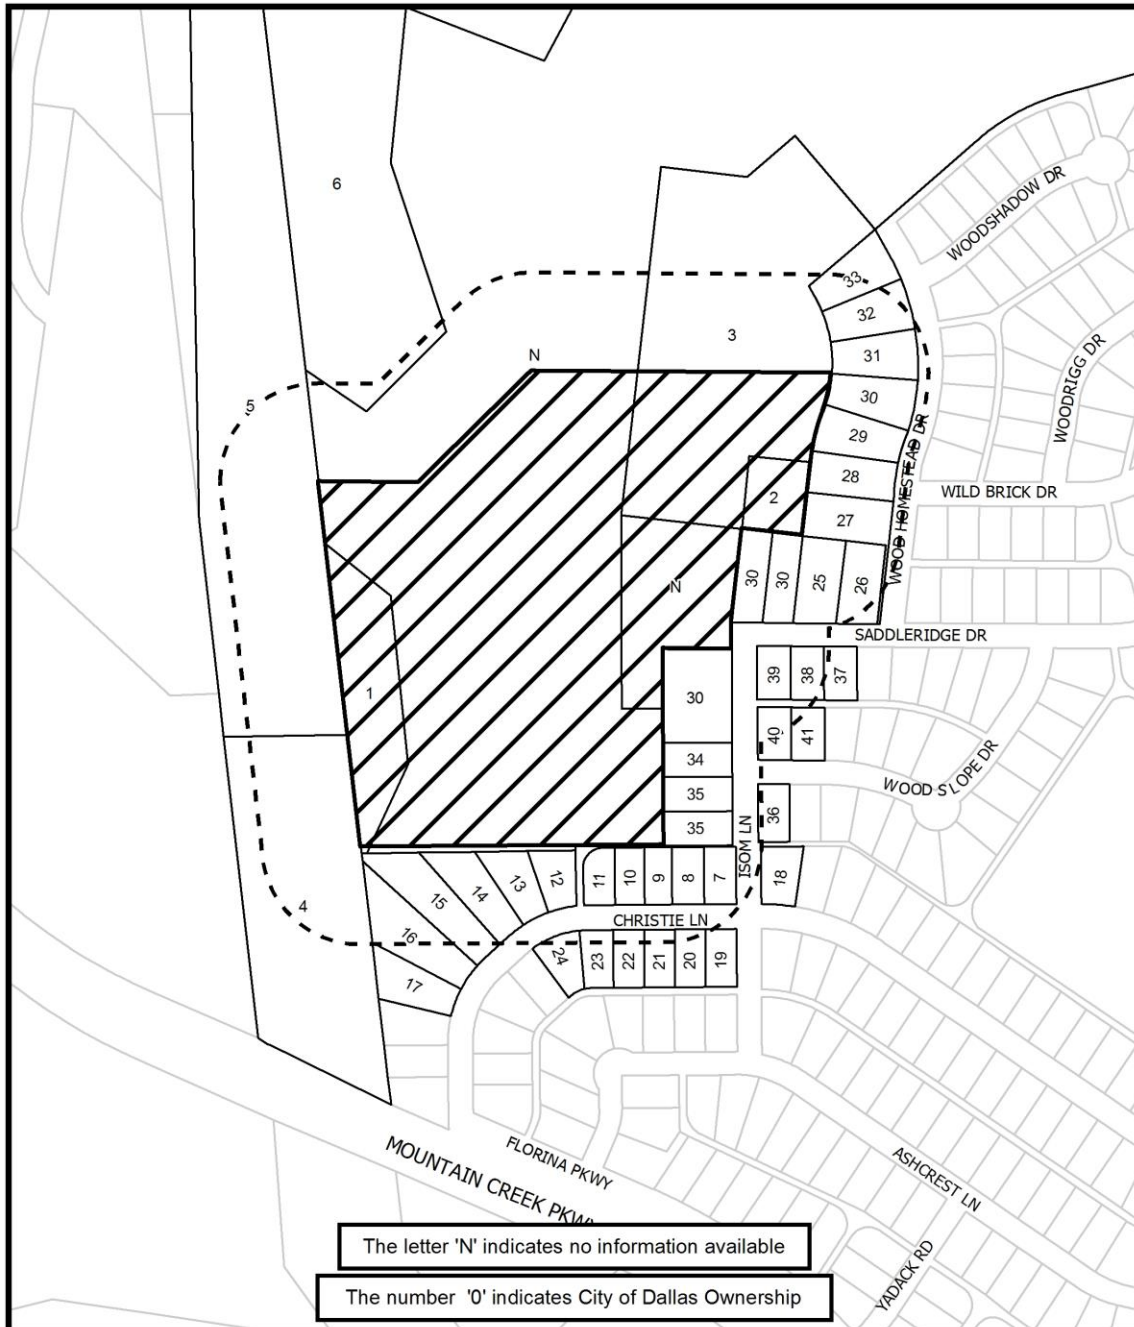 6
WOODSHADOW DR
33
5
32
3
31
N
WOODRIGG DR
30
29
28
WILD BRICK DR
2
27
WOOD HOMESTEAD DR
N
30
30
25
26
SADDLERIDGE DR
1
39
38
37
30
40
41
34
WOOD SLOPE DR
35
36
35
ISOM LN
11
10
9
8
7
18
12
13
14
15
4
CHRISTIE LN
16
24
23
22
21
20
19
17
FLORINA PKWY
MOUNTAIN CREEK PKWY
ASHCREST LN
YADACK RD
The letter 'N' indicates no information available
The number '0' indicates City of Dallas Ownership